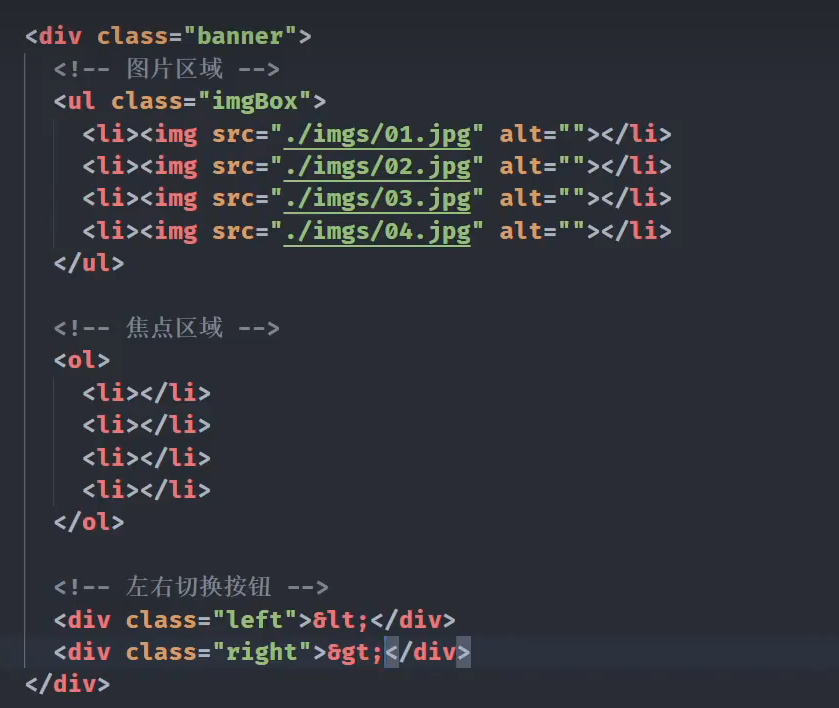 <div class="banner">
<!-- 图片区域 -->
<ul class="imgBox">
<li><img src="./imgs/01.jpg" alt=""></li>
<li><img src="./imgs/02.jpg" alt=""></li>
<li><img src="./imgs/03.jpg" alt=""></li>
<li><img src="./imgs/04.jpg" alt=""></li>
</ul>
<!-- 焦点区域 -->
<ol>
<li></li>
<li></li>
<li></li>
<li></li>
</ol>
<!-- 左右切换按钮 -->
<div class="left">&lt;</div>
<div class="right">&gt;</div>
</div>